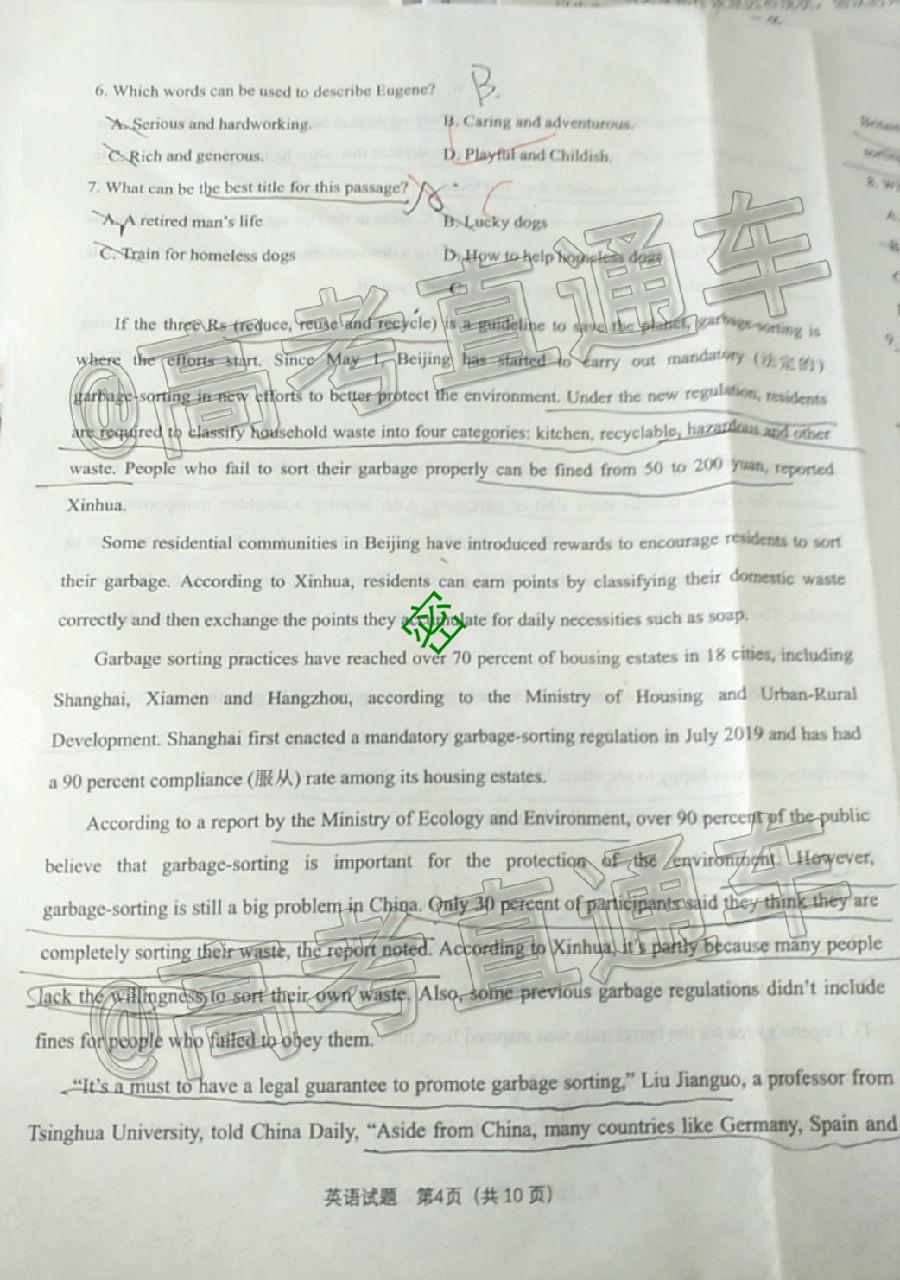 6. Which words can be used to describe Eugene? B.
A. Serious and hardworking. B. Caring and adventurous.
C. Rich and generous. D. Playful and Childish.
7. What can be the best title for this passage? C
A. A retired man's life B. Lucky dogs
C. Train for homeless dogs D. How to help homeless dogs
C
If the three Rs (reduce, reuse and recycle) is a guideline to save the planet, garbage-sorting is
where the efforts start. Since May 1, Beijing has started to carry out mandatory (法定的)
garbage-sorting in new efforts to better protect the environment. Under the new regulation, residents
are required to classify household waste into four categories: kitchen, recyclable, hazardous and other
waste. People who fail to sort their garbage properly can be fined from 50 to 200 yuan, reported
Xinhua.
Some residential communities in Beijing have introduced rewards to encourage residents to sort
their garbage. According to Xinhua, residents can earn points by classifying their domestic waste
correctly and then exchange the points they accumulate for daily necessities such as soap.
密
Garbage sorting practices have reached over 70 percent of housing estates in 18 cities, including
Shanghai, Xiamen and Hangzhou, according to the Ministry of Housing and Urban-Rural
Development. Shanghai first enacted a mandatory garbage-sorting regulation in July 2019 and has had
a 90 percent compliance (服从) rate among its housing estates.
According to a report by the Ministry of Ecology and Environment, over 90 percent of the public
believe that garbage-sorting is important for the protection of the environment. However,
garbage-sorting is still a big problem in China. Only 30 percent of participants said they think they are
completely sorting their waste, the report noted. According to Xinhua, it's partly because many people
lack the willingness to sort their own waste. Also, some previous garbage regulations didn't include
fines for people who failed to obey them.
"It's a must to have a legal guarantee to promote garbage sorting," Liu Jianguo, a professor from
Tsinghua University, told China Daily, "Aside from China, many countries like Germany, Spain and
英语试题 第4页（共 10 页）
@高考直通车
@高考直通车
8. Wi
A.
9.